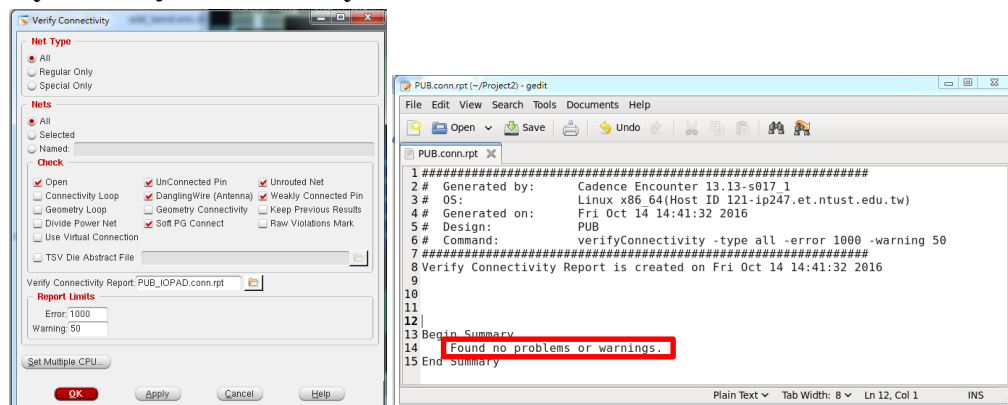 Verify Connectivity
Net Type
All
Regular Only
Special Only
Nets
All
Selected
Named:
Check
Open UnConnected Pin Unrouted Net
Connectivity Loop DanglingWire (Antenna) Weakly Connected Pin
Geometry Loop Geometry Connectivity Keep Previous Results
Divide Power Net Soft PG Connect Raw Violations Mark
Use Virtual Connection
TSV Die Abstract File
Verify Connectivity Report: PUB_IOPAD.conn.rpt
Report Limits
Error: 1000
Warning: 50
Set Multiple CPU...
OK Apply Cancel Help
PUB.conn.rpt (~/Project2) - gedit
File Edit View Search Tools Documents Help
Open Save Undo
PUB.conn.rpt
1 ###############################################################
2 # Generated by: Cadence Encounter 13.13-s017_1
3 # OS: Linux x86_64(Host ID 121-ip247.et.ntust.edu.tw)
4 # Generated on: Fri Oct 14 14:41:32 2016
5 # Design: PUB
6 # Command: verifyConnectivity -type all -error 1000 -warning 50
7 ###############################################################
8 Verify Connectivity Report is created on Fri Oct 14 14:41:32 2016
9
10
11
12
13 Begin Summary
14 Found no problems or warnings.
15 End Summary
Plain Text Tab Width: 8 Ln 12, Col 1 INS